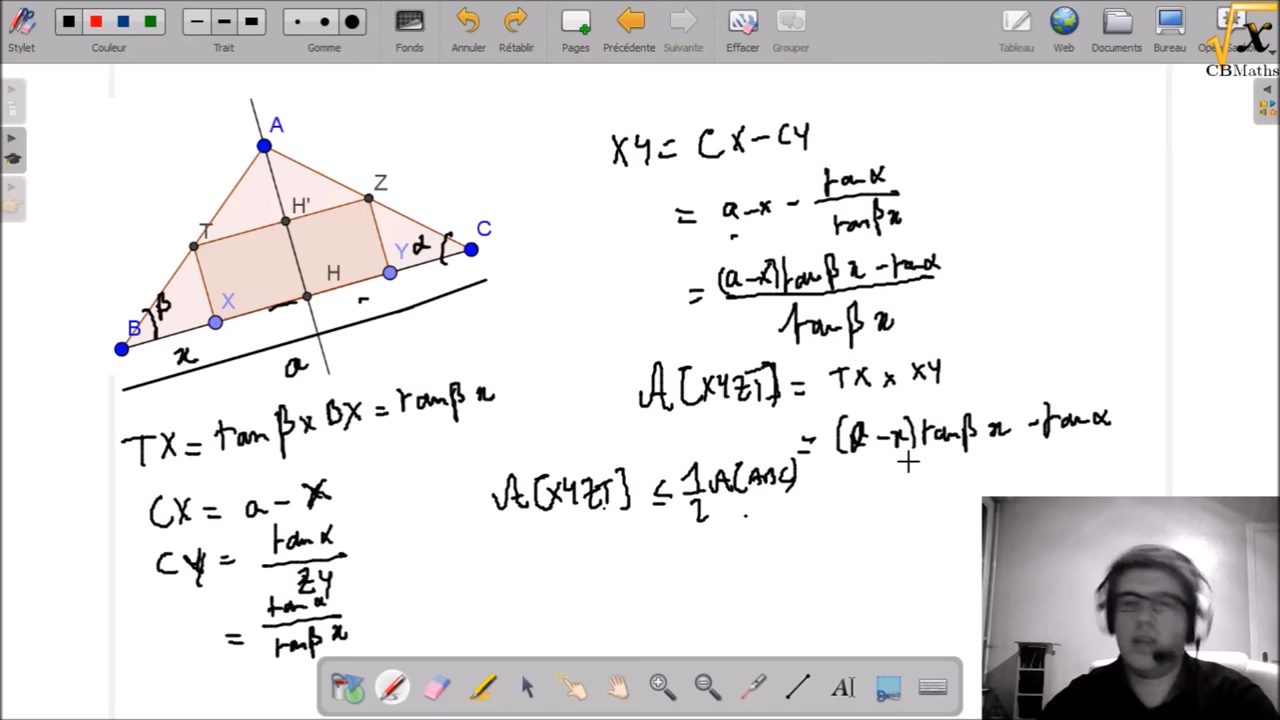 Stylet Couleur Trait Gomme Fonds Annuler Rétablir Pages Précédente Suivante Effacer Grouper Tableau Web Documents Bureau
CBMaths
A
Z
H'
T
C
Y
α
H
β
X
B
x
a
XY = CX - CY
= a - x - tan α / tan β x
= (a - x) tan β x - tan α / tan β x
A[XYZT] = TX x XY
= (a - x) tan β x - tan α
A[XYZT] ≤ 1/2 A[ABC]
TX = tan β x BX = tan β x
CX = a - x
CY = tan α / ZY
= tan α / tan β x